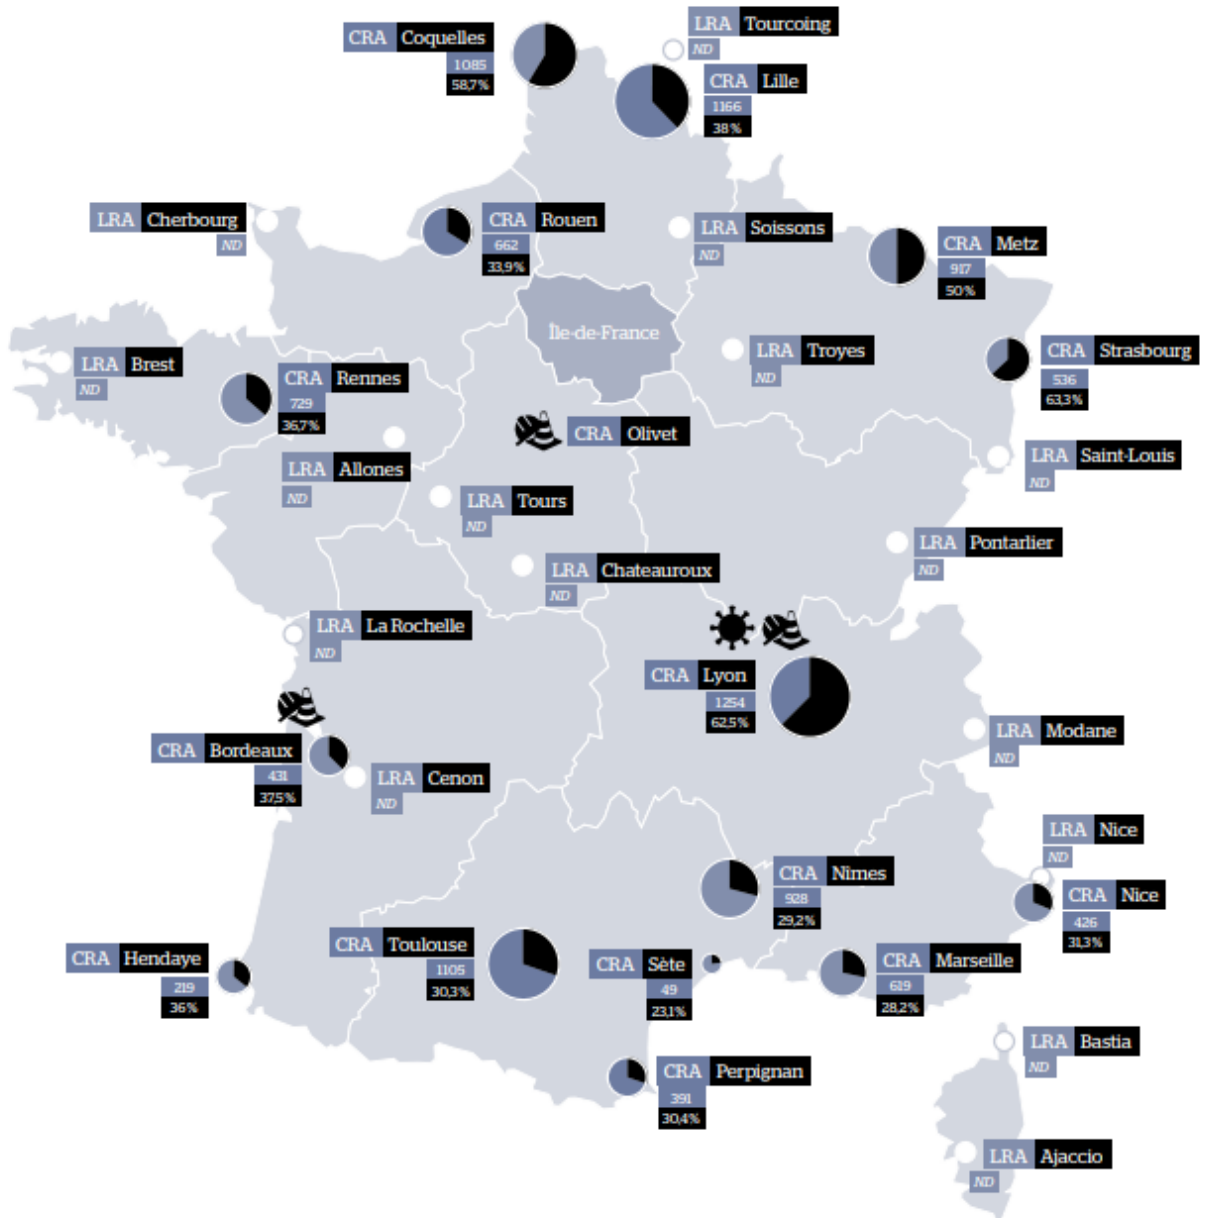 LRA Tourcoing
ND
CRA Coquelles
1085
58,7%
CRA Lille
1166
38%
LRA Cherbourg
ND
CRA Rouen
662
33,9%
LRA Soissons
ND
CRA Metz
917
50%
Île-de-France
LRA Brest
ND
CRA Rennes
729
36,7%
LRA Troyes
ND
CRA Strasbourg
536
63,3%
CRA Olivet
LRA Allones
ND
LRA Saint-Louis
ND
LRA Tours
ND
LRA Pontarlier
ND
LRA Chateauroux
ND
LRA La Rochelle
ND
CRA Lyon
1254
62,5%
LRA Modane
ND
CRA Bordeaux
431
37,5%
LRA Cenon
ND
LRA Nice
ND
CRA Nîmes
928
29,2%
CRA Nice
426
31,3%
CRA Toulouse
1105
30,3%
CRA Hendaye
219
36%
CRA Sète
49
23,1%
CRA Marseille
619
28,2%
LRA Bastia
ND
CRA Perpignan
391
30,4%
LRA Ajaccio
ND